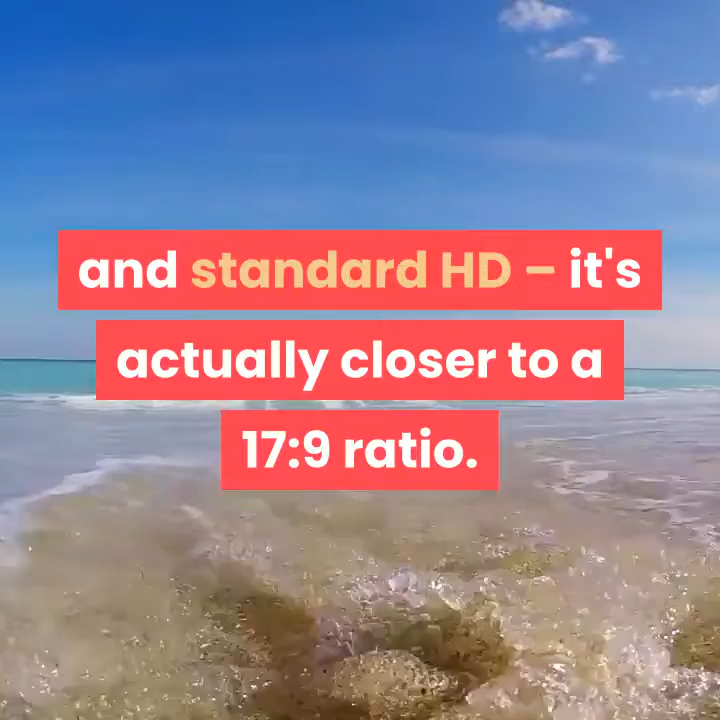 and standard HD – it's
actually closer to a
17:9 ratio.